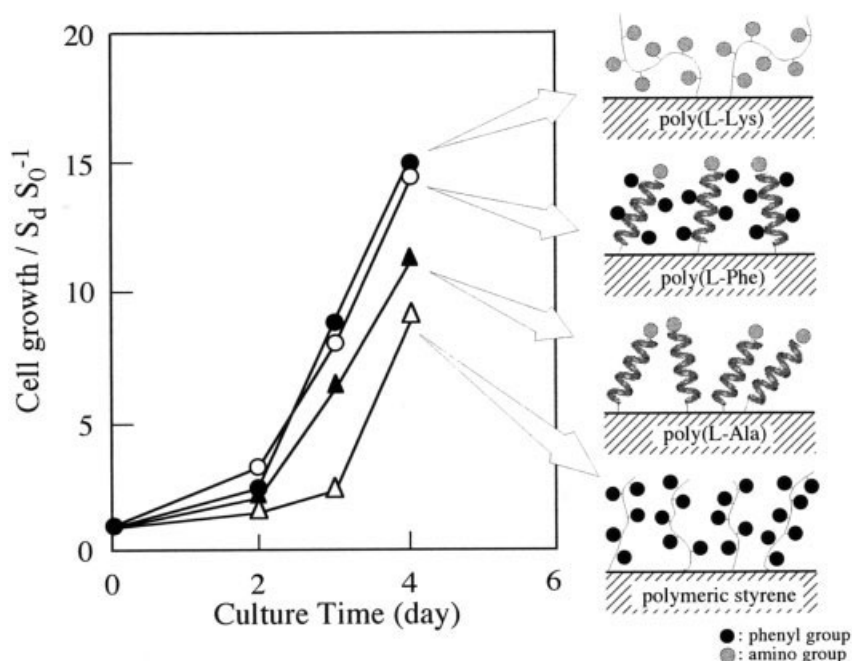 20
15
10
5
0
0
2
4
6
Cell growth / S_d S_0^-1
Culture Time (day)
poly(L-Lys)
poly(L-Phe)
poly(L-Ala)
polymeric styrene
: phenyl group
: amino group